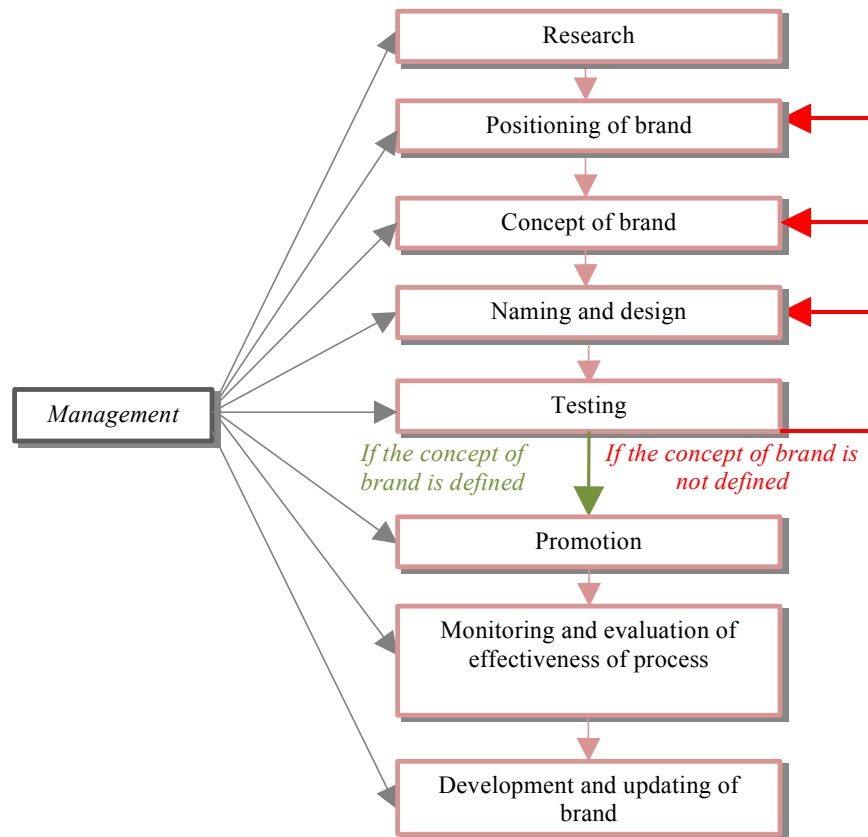 Research
Positioning of brand
Concept of brand
Naming and design
Management
Testing
If the concept of
brand is defined
If the concept of brand is
not defined
Promotion
Monitoring and evaluation of
effectiveness of process
Development and updating of
brand